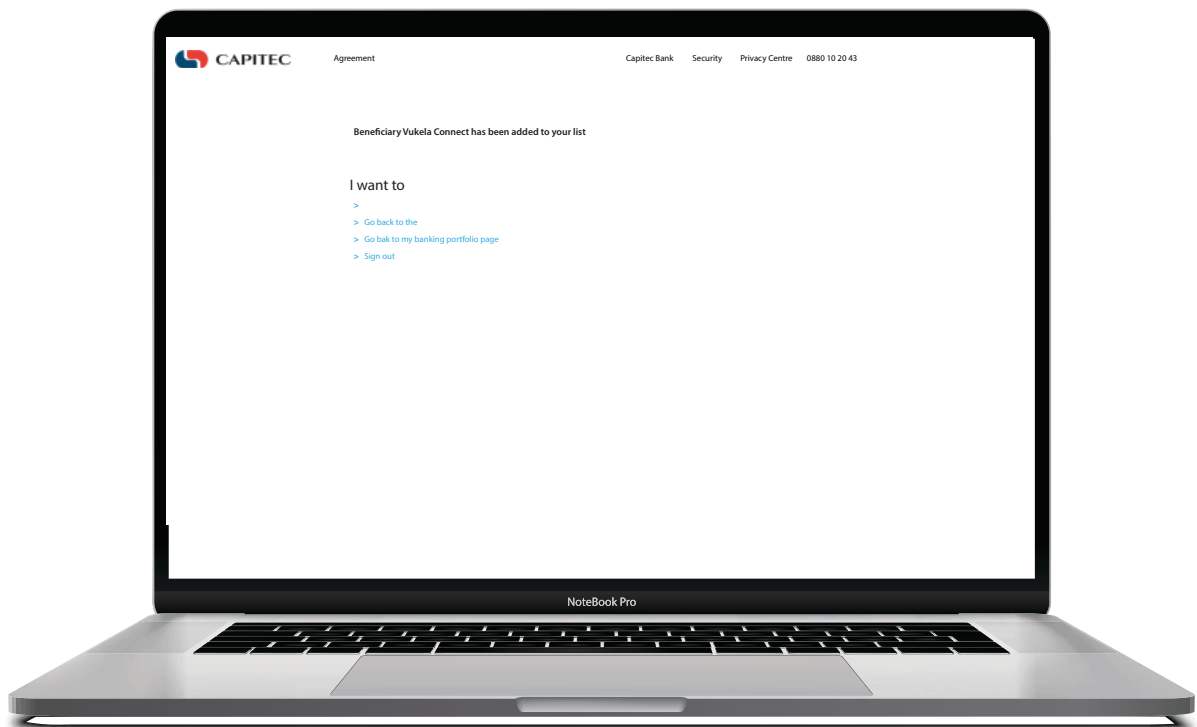 CAPITEC Agreement Capitec Bank Security Privacy Centre 0880 10 20 43
Beneficiary Vukela Connect has been added to your list
I want to
>
> Go back to the
> Go bak to my banking portfolio page
> Sign out
NoteBook Pro